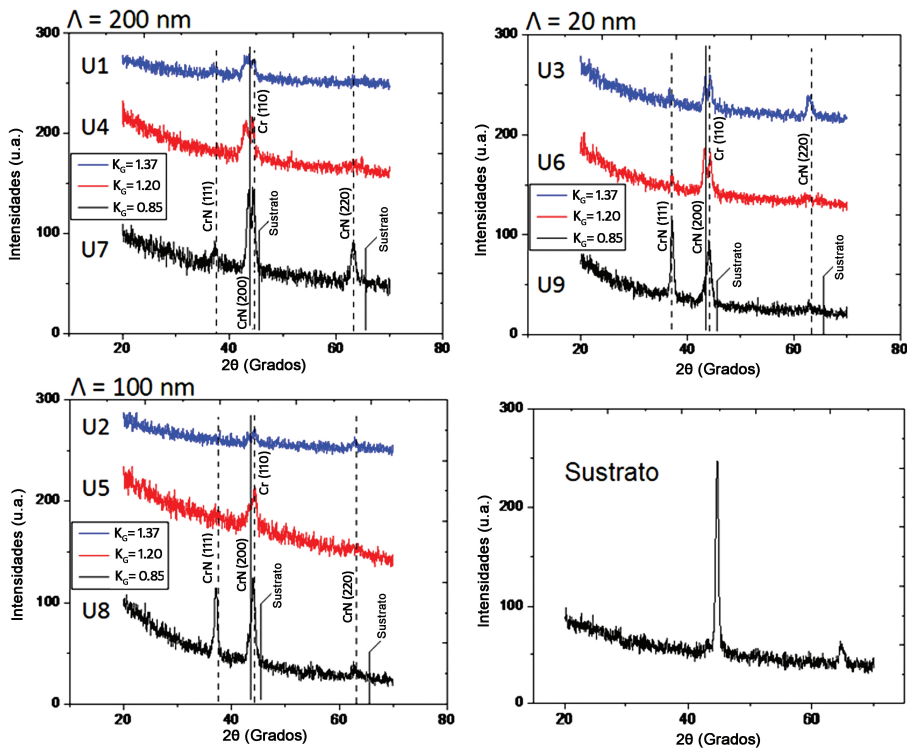 Λ = 200 nm
300
200
100
0
Intensidades (u.a.)
U1
U4
U7
K_G = 1.37
K_G = 1.20
K_G = 0.85
CrN (111)
CrN (200)
Cr (110)
Sustrato
CrN (220)
Sustrato
20
40
60
80
2θ (Grados)
Λ = 20 nm
300
200
100
0
Intensidades (u.a.)
U3
U6
U9
K_G = 1.37
K_G = 1.20
K_G = 0.85
CrN (111)
CrN (200)
Cr (110)
Sustrato
CrN (220)
Sustrato
20
40
60
80
2θ (Grados)
Λ = 100 nm
300
200
100
0
Intensidades (u.a.)
U2
U5
U8
K_G = 1.37
K_G = 1.20
K_G = 0.85
CrN (111)
CrN (200)
Cr (110)
Sustrato
CrN (220)
Sustrato
20
40
60
80
2θ (Grados)
300
200
100
0
Intensidades (u.a.)
Sustrato
20
40
60
2θ (Grados)